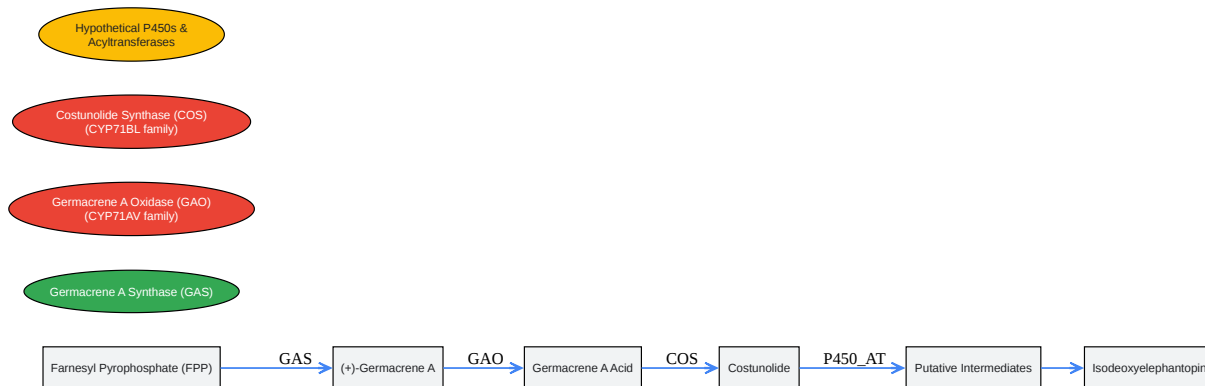 Hypothetical P450s &
Acyltransferases
Costunolide Synthase (COS)
(CYP71BL family)
Germacrene A Oxidase (GAO)
(CYP71AV family)
Germacrene A Synthase (GAS)
Farnesyl Pyrophosphate (FPP)
GAS
(+)-Germacrene A
GAO
Germacrene A Acid
COS
Costunolide
P450_AT
Putative Intermediates
Isodeoxyelephantopin